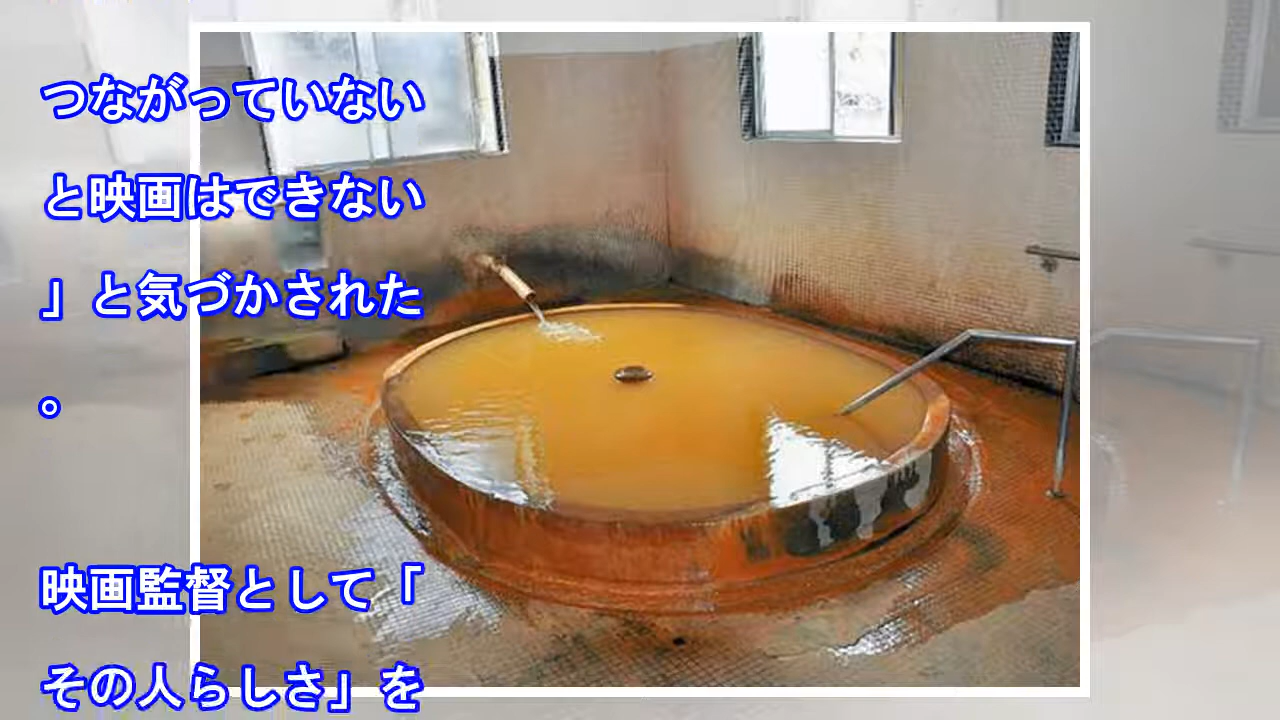 つながっていない
と映画はできない
」と気づかされた
。
映画監督として「
その人らしさ」を